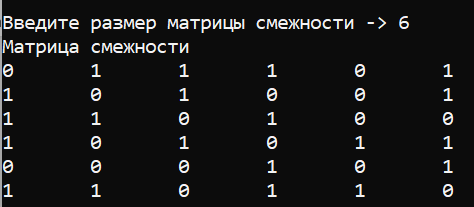 Введите размер матрицы смежности -> 6
Матрица смежности
0 1 1 1 0 1
1 0 1 0 0 1
1 1 0 1 0 0
1 0 1 0 1 1
0 0 0 1 0 1
1 1 0 1 1 0